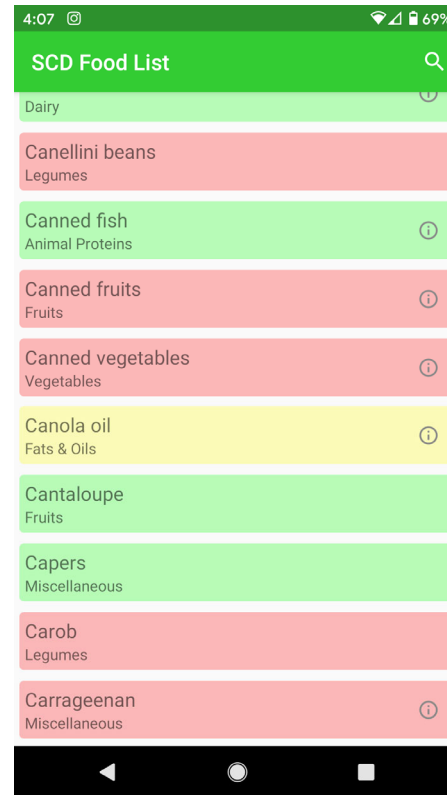 4:07 69%
SCD Food List
Dairy
Canellini beans
Legumes
Canned fish
Animal Proteins
Canned fruits
Fruits
Canned vegetables
Vegetables
Canola oil
Fats & Oils
Cantaloupe
Fruits
Capers
Miscellaneous
Carob
Legumes
Carrageenan
Miscellaneous